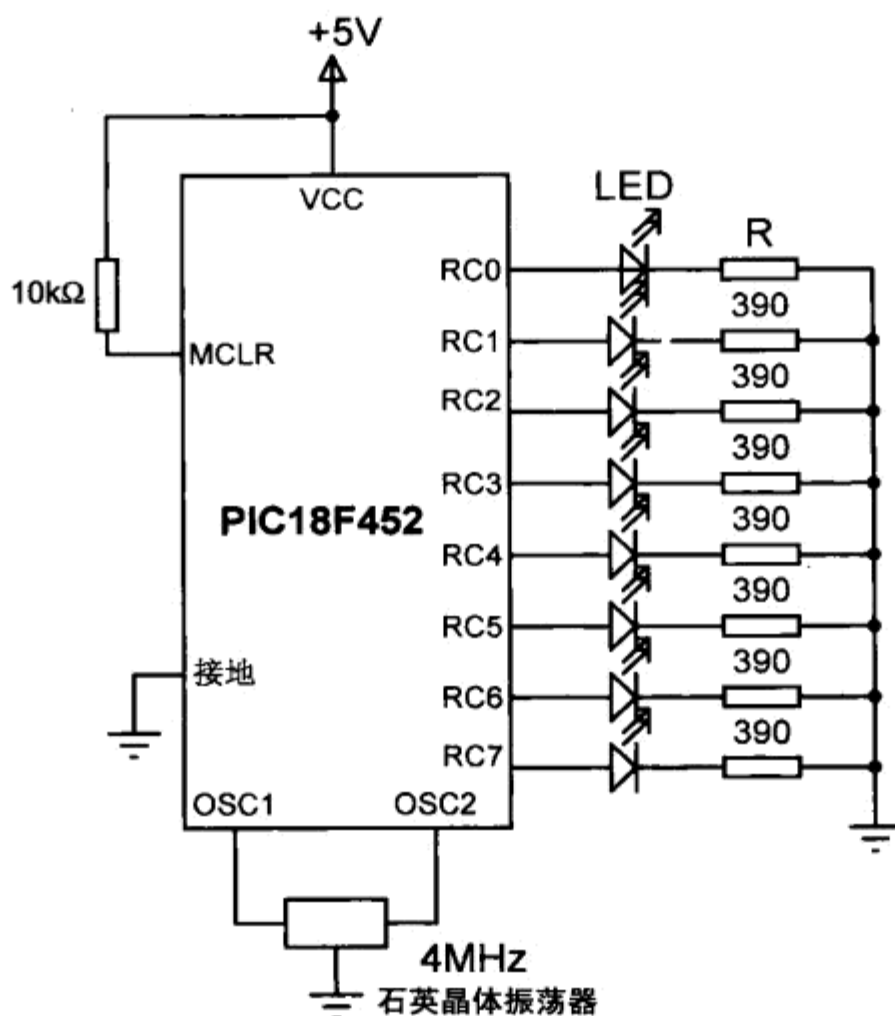 +5V
VCC
LED
R
10kΩ
RC0
390
MCLR
RC1
390
RC2
390
RC3
PIC18F452
390
RC4
390
RC5
390
接地
RC6
390
RC7
OSC1
OSC2
4MHz
石英晶体振荡器